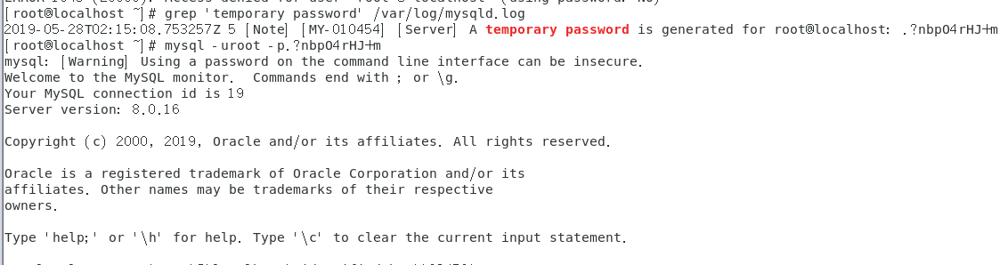 [root@localhost ~]# grep 'temporary password' /var/log/mysqld.log
2019-05-28T02:15:08.753257Z 5 [Note] [MY-010454] [Server] A temporary password is generated for root@localhost: .?nbpO4rHJ+m
[root@localhost ~]# mysql -uroot -p.?nbpO4rHJ+m
mysql: [Warning] Using a password on the command line interface can be insecure.
Welcome to the MySQL monitor.  Commands end with ; or \g.
Your MySQL connection id is 19
Server version: 8.0.16
Copyright (c) 2000, 2019, Oracle and/or its affiliates. All rights reserved.
Oracle is a registered trademark of Oracle Corporation and/or its
affiliates. Other names may be trademarks of their respective
owners.
Type 'help;' or '\h' for help. Type '\c' to clear the current input statement.